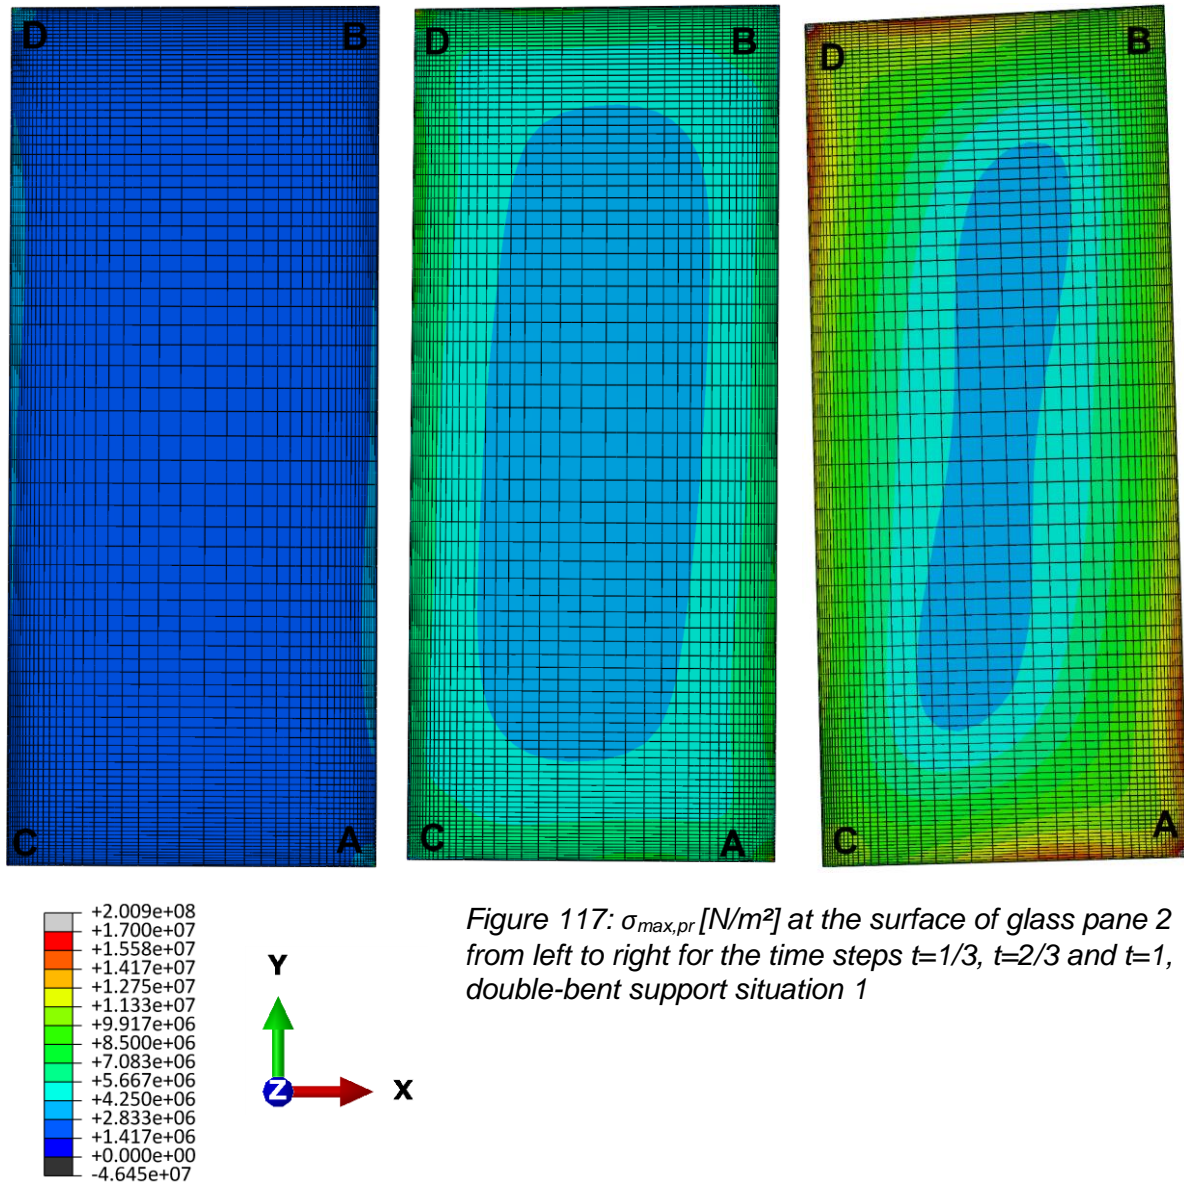 D B D B D B
C A C A C A
+2.009e+08
+1.700e+07
+1.558e+07
+1.417e+07
+1.275e+07
+1.133e+07
+9.917e+06
+8.500e+06
+7.083e+06
+5.667e+06
+4.250e+06
+2.833e+06
+1.417e+06
+0.000e+00
-4.645e+07
Y
Z X
Figure 117: σmax,pr [N/m²] at the surface of glass pane 2
from left to right for the time steps t=1/3, t=2/3 and t=1,
double-bent support situation 1